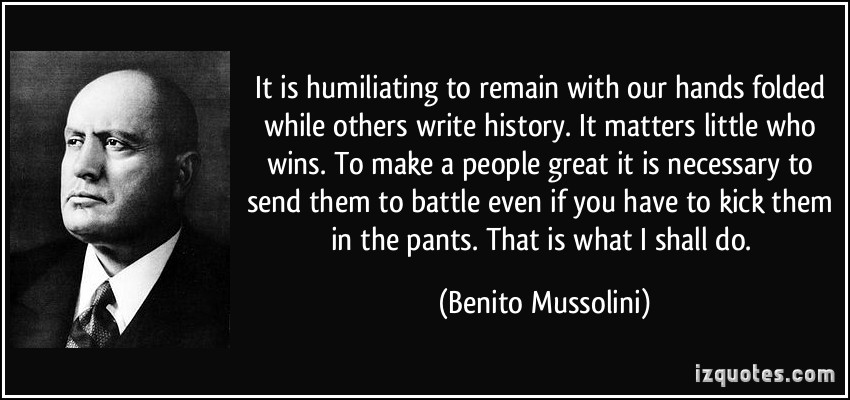 It is humiliating to remain with our hands folded
while others write history. It matters little who
wins. To make a people great it is necessary to
send them to battle even if you have to kick them
in the pants. That is what I shall do.
(Benito Mussolini)
izquotes.com